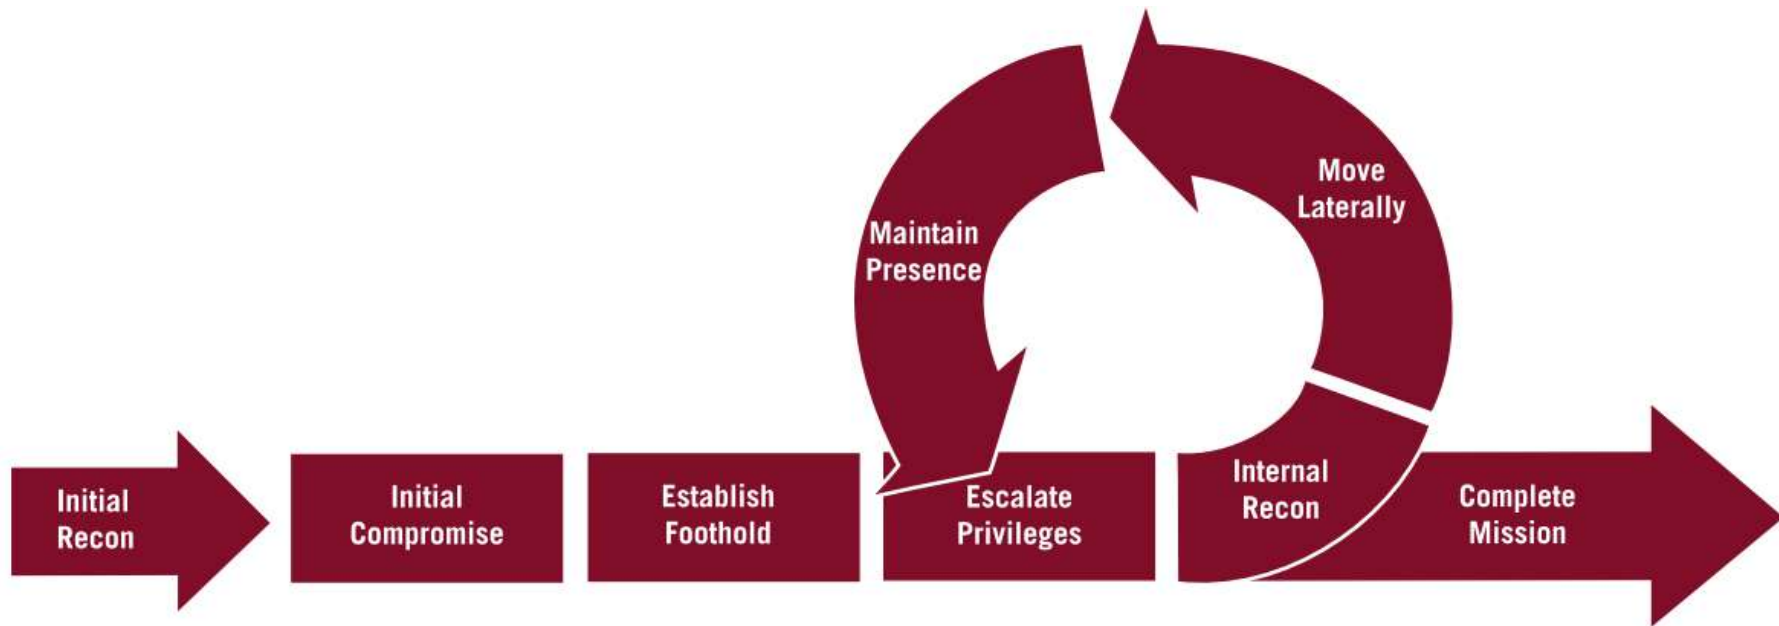 Initial
Recon
Initial
Compromise
Establish
Foothold
Escalate
Privileges
Internal
Recon
Move
Laterally
Maintain
Presence
Complete
Mission